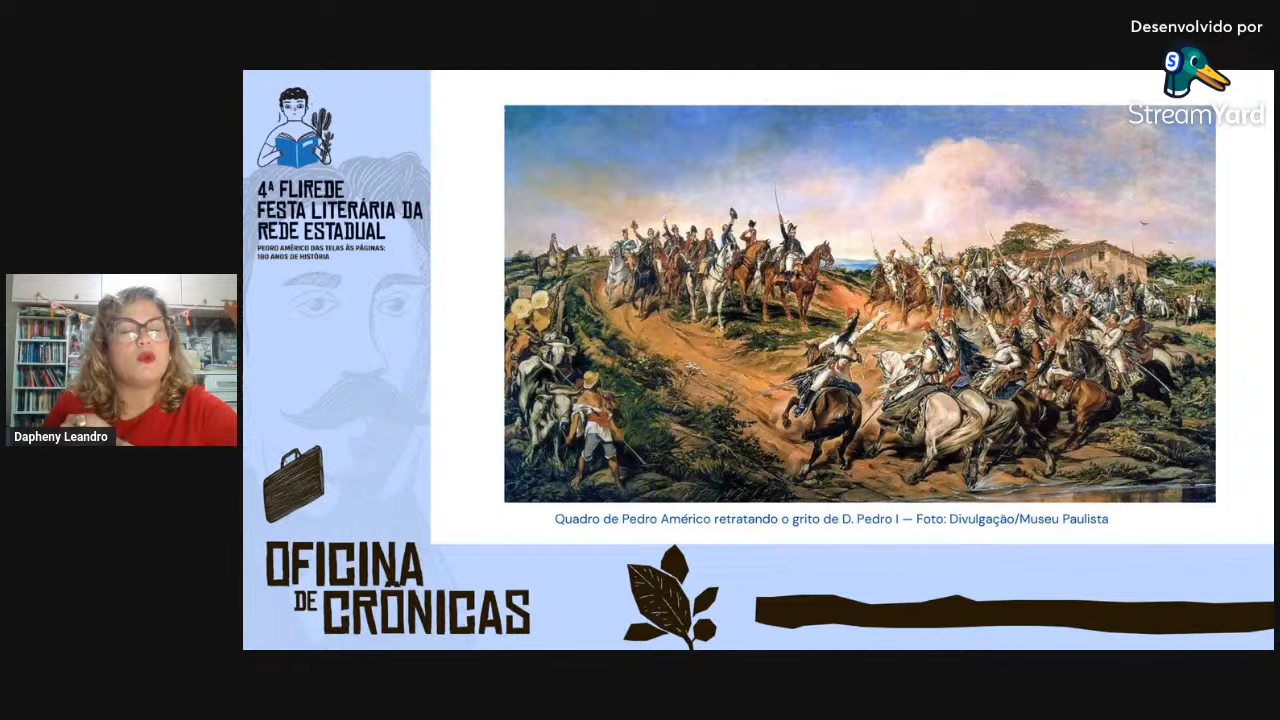 Desenvolvido por
S
StreamYard
4ª FLIREDE
FESTA LITERÁRIA DA
REDE ESTADUAL
PEDRO AMÉRICO DAS TELAS ÀS PÁGINAS:
180 ANOS DE HISTÓRIA
Dapheny Leandro
Quadro de Pedro Américo retratando o grito de D. Pedro I — Foto: Divulgação/Museu Paulista
OFICINA
DE CRÔNICAS